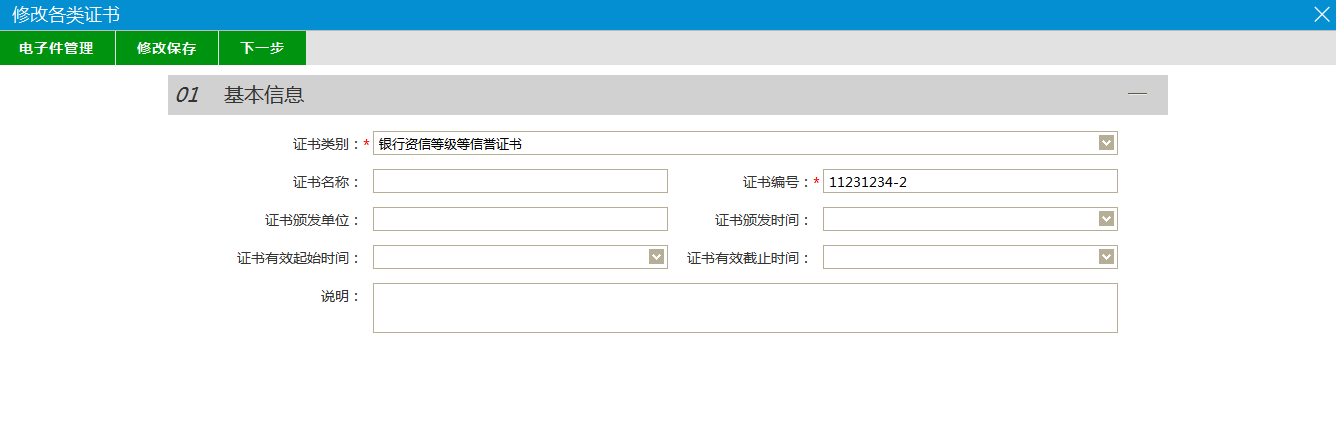 修改各类证书
电子件管理 修改保存 下一步
01 基本信息
证书类别：* 银行资信等级等信誉证书
证书名称： 证书编号：* 11231234-2
证书颁发单位： 证书颁发时间：
证书有效起始时间： 证书有效截止时间：
说明：